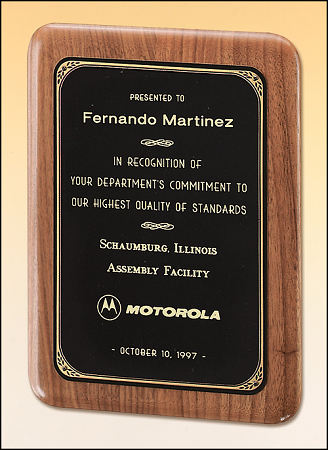 PRESENTED TO
Fernando Martinez
IN RECOGNITION OF
YOUR DEPARTMENT'S COMMITMENT TO
OUR HIGHEST QUALITY OF STANDARDS
SCHAUMBURG, ILLINOIS
ASSEMBLY FACILITY
MOTOROLA
- OCTOBER 10, 1997 -